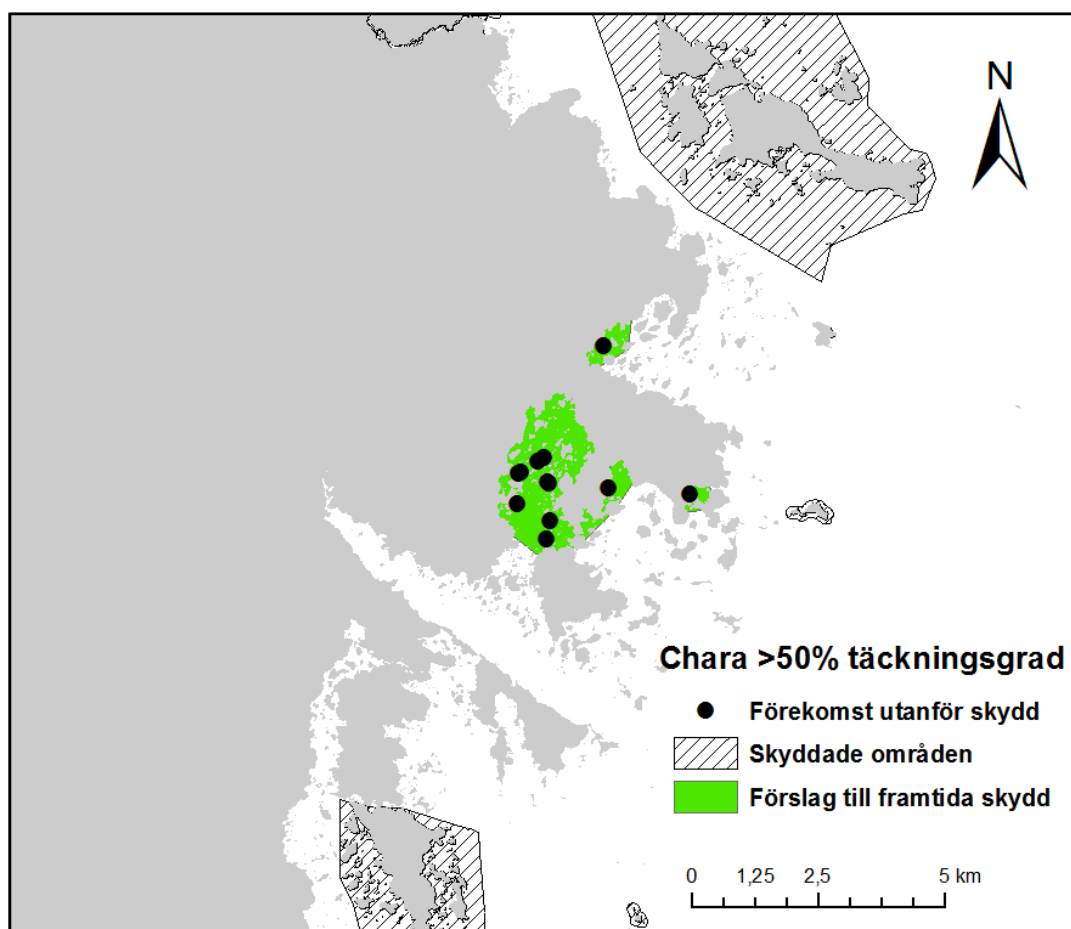 N
Chara >50% täckningsgrad
Förekomst utanför skydd
Skyddade områden
Förslag till framtida skydd
0 1,25 2,5 5 km